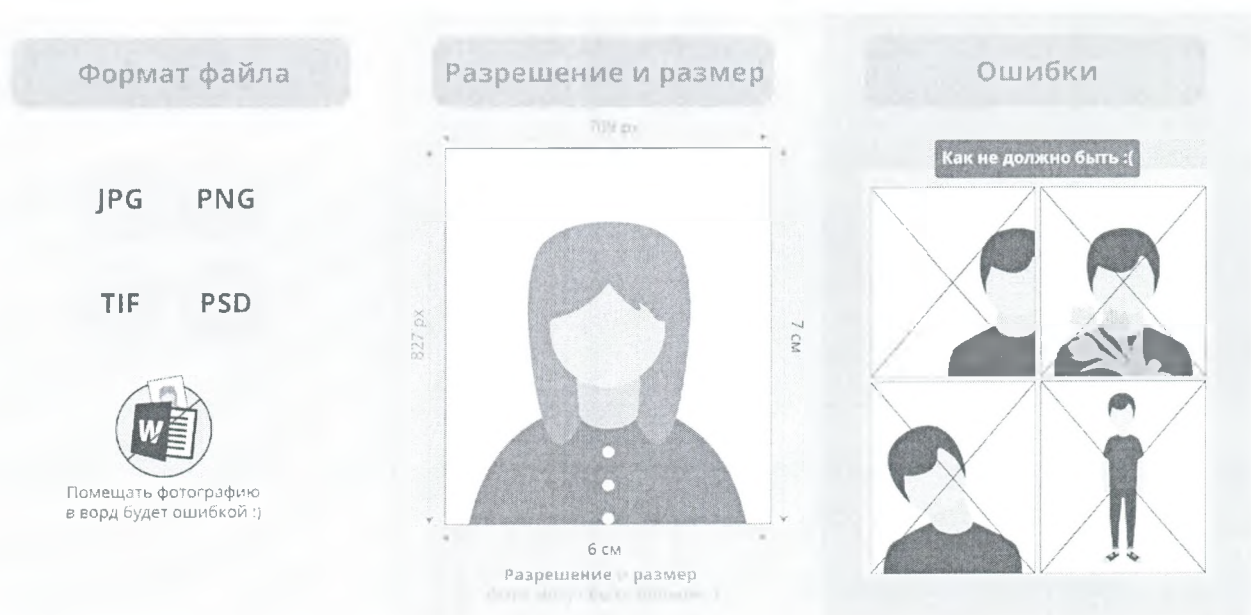 Формат файла
JPG PNG
TIF PSD
W
Помещать фотографию
в ворд будет ошибкой :)
Разрешение и размер
709 px
827 px
7 см
6 см
Разрешение и размер
Ошибки
Как не должно быть :(